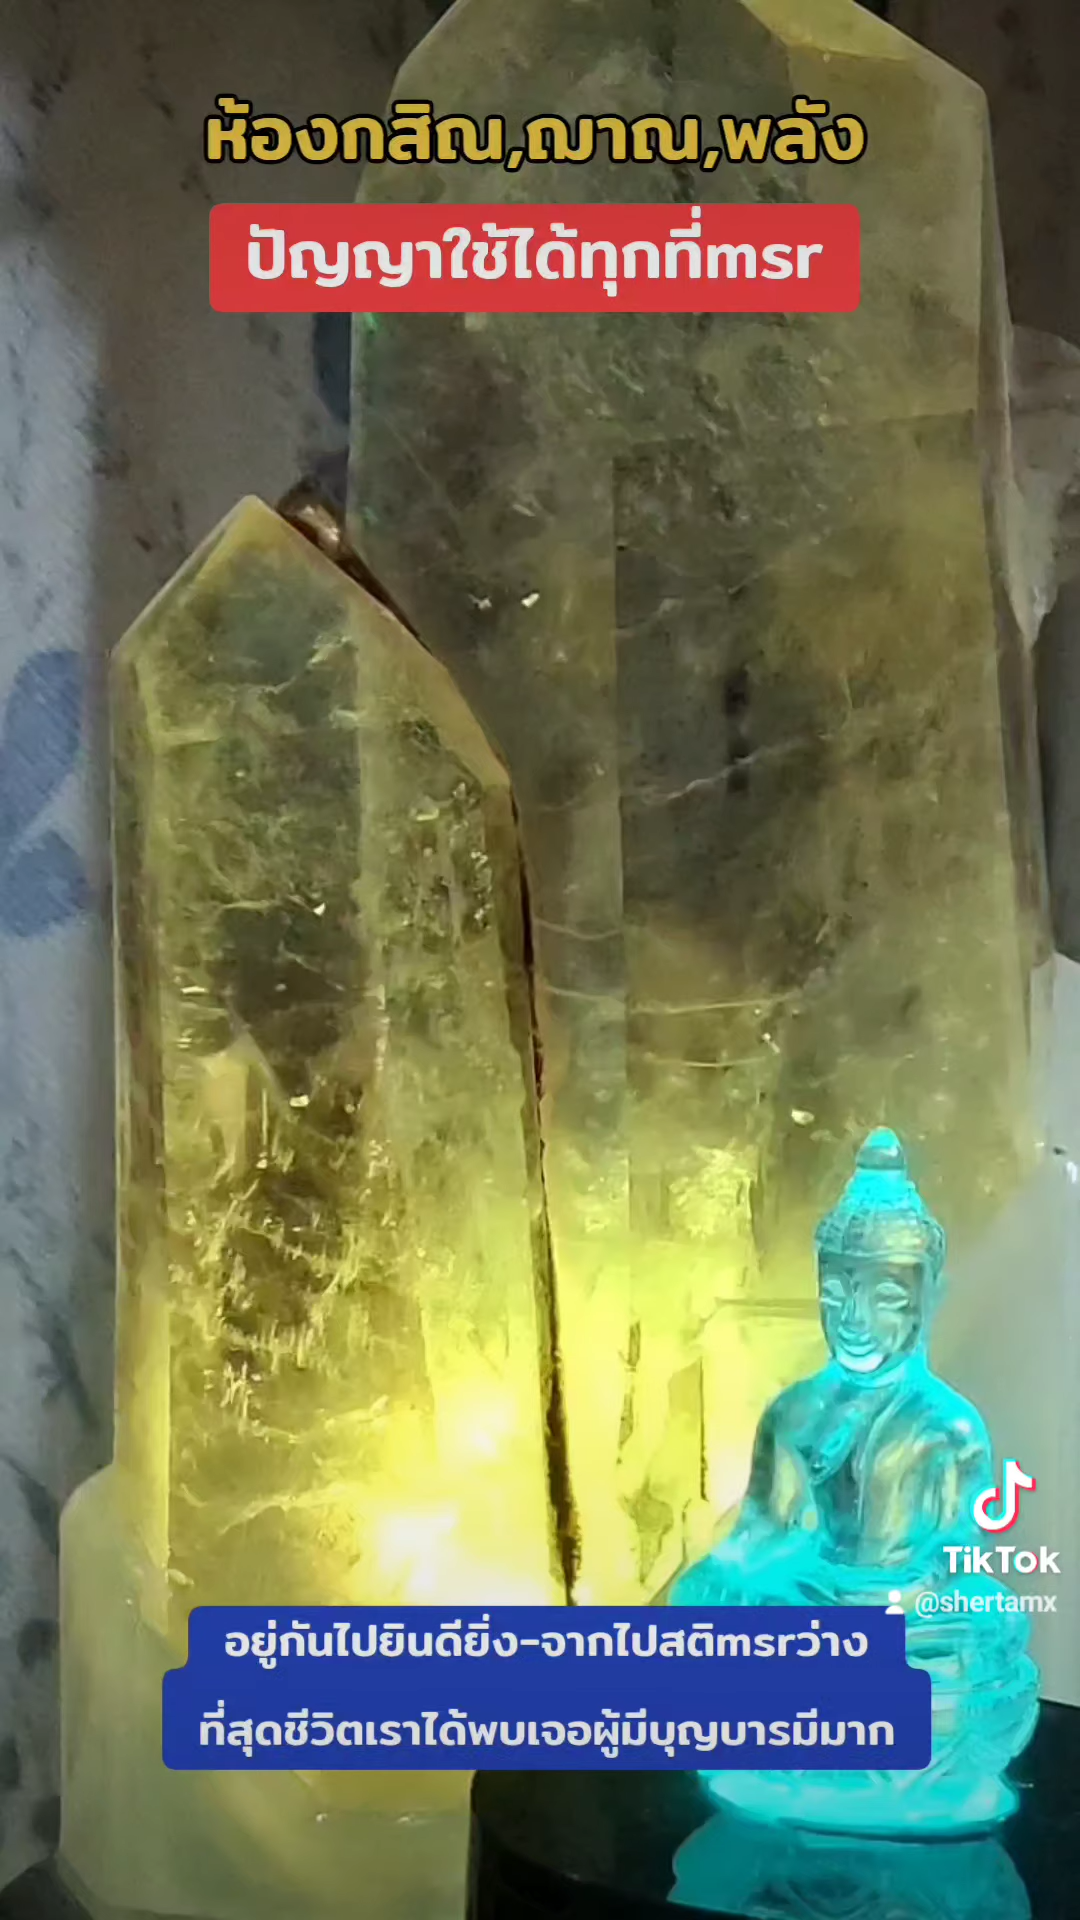 ห้องกสิณ,ฌาณ,พลัง
ปัญญาใช้ได้ทุกที่msr
TikTok
@shertamx
อยู่กันไปยินดียิ่ง-จากไปสติmsrว่าง
ที่สุดชีวิตเราได้พบเจอผู้มีบุญบารมีมาก